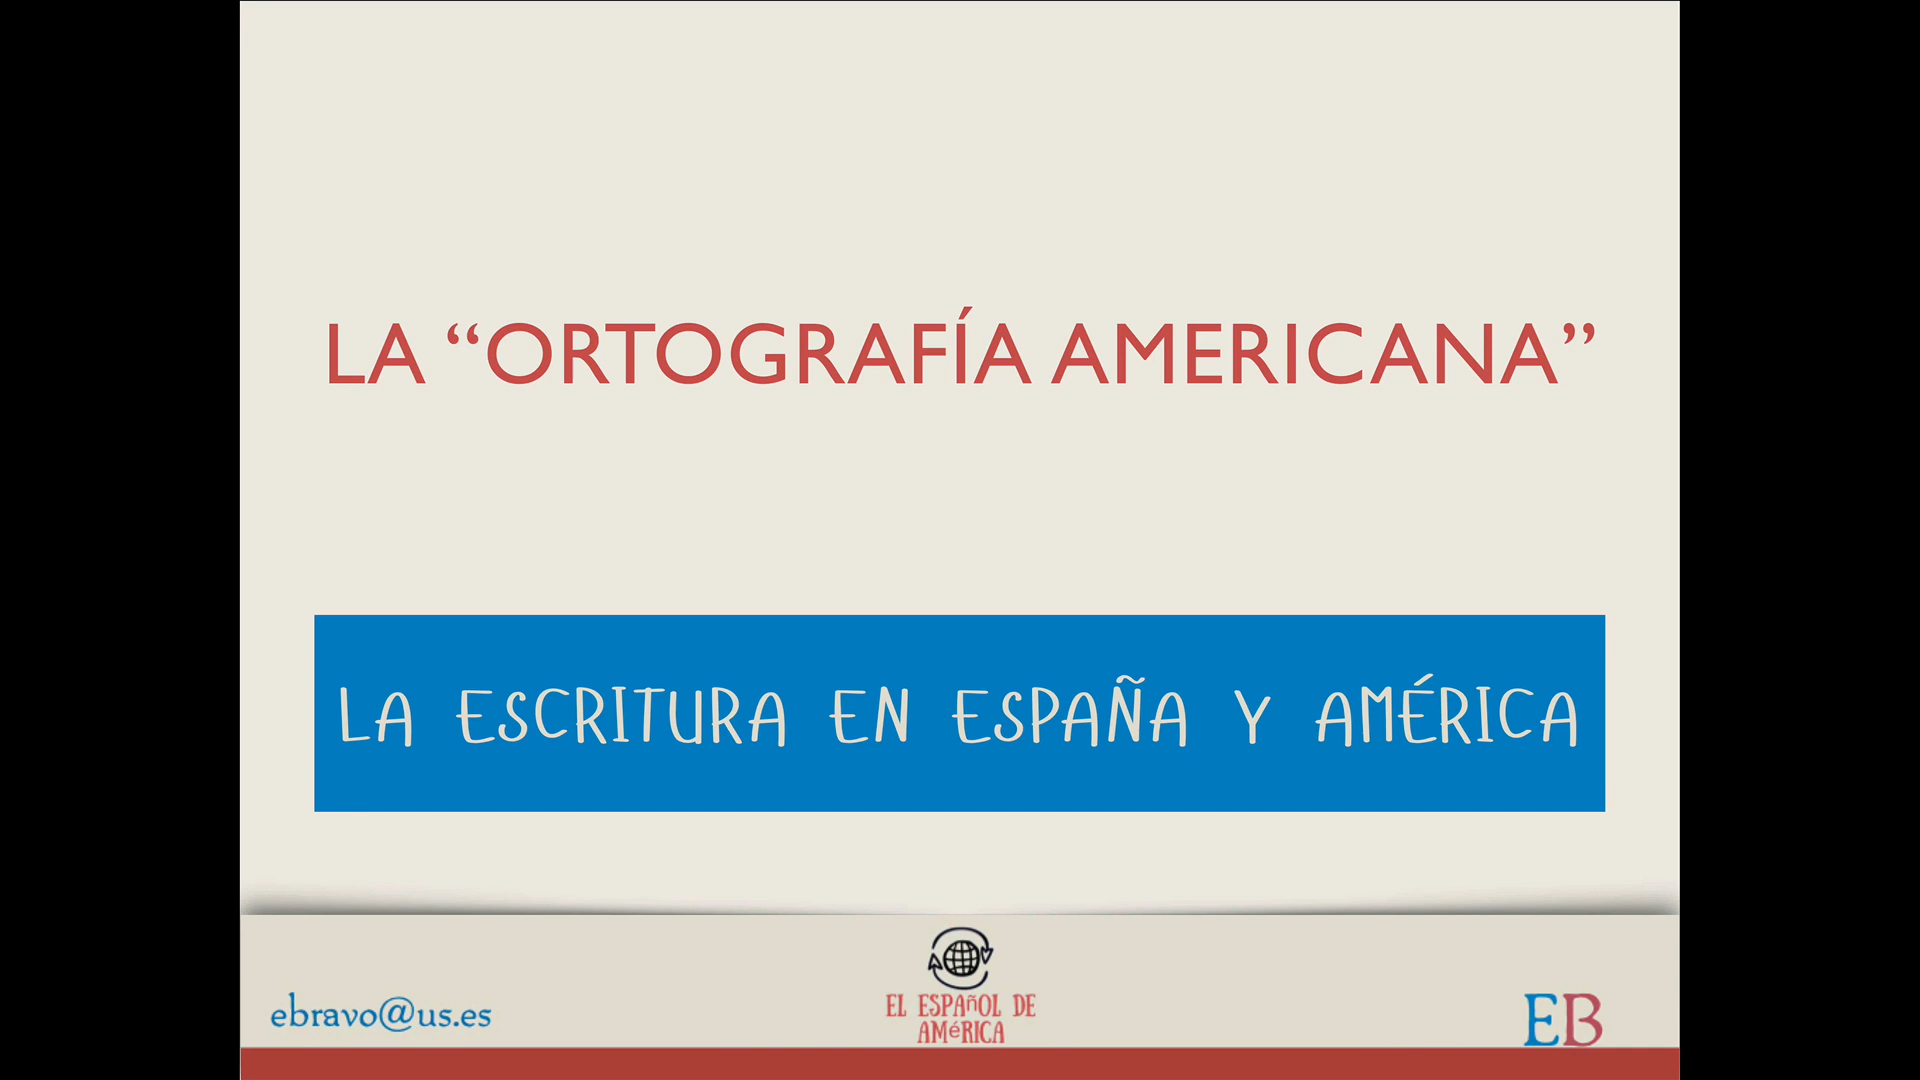 LA “ORTOGRAFÍA AMERICANA”
LA ESCRITURA EN ESPAÑA Y AMÉRICA
ebravo@us.es
EL ESPAñOL DE
AMéRICA
EB